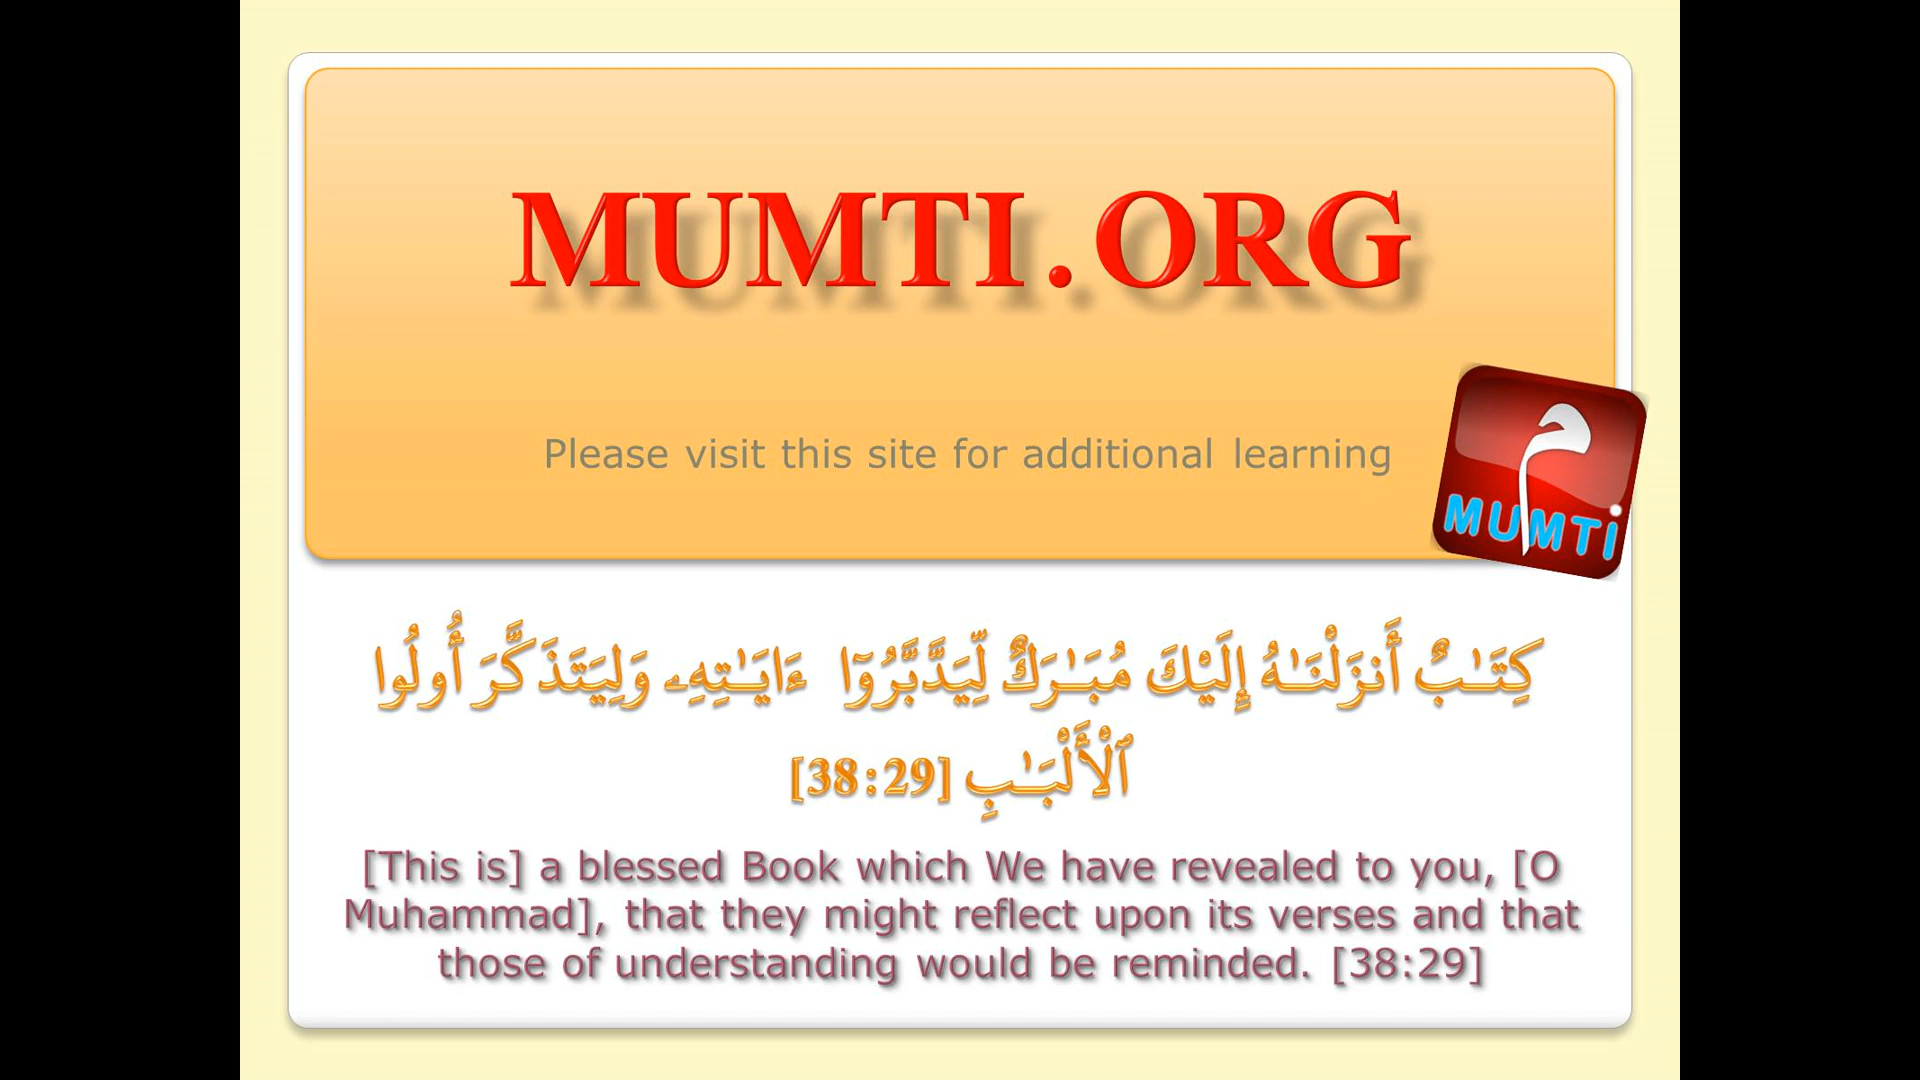 MUMTI.ORG
Please visit this site for additional learning
م
MUMTi
كِتَـٰبٌ أَنزَلْنَـٰهُ إِلَيْكَ مُبَـٰرَكٌ لِّيَدَّبَّرُوٓا۟ ءَايَـٰتِهِۦ وَلِيَتَذَكَّرَ أُو۟لُوا۟
ٱلْأَلْبَـٰبِ [38:29]
[This is] a blessed Book which We have revealed to you, [O
Muhammad], that they might reflect upon its verses and that
those of understanding would be reminded. [38:29]